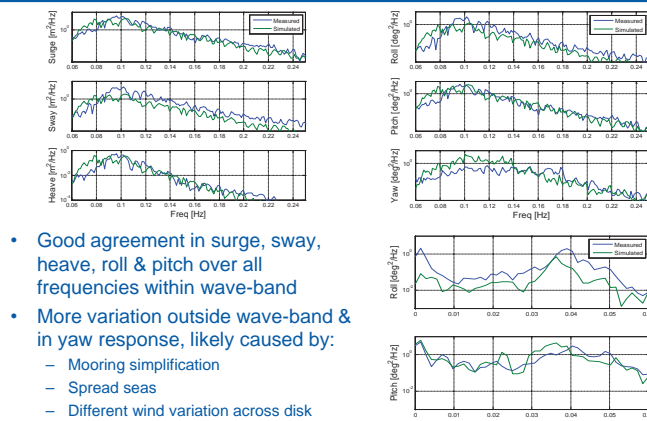 Surge [m²/Hz]
10⁰
Measured
Simulated
0.06 0.08 0.1 0.12 0.14 0.16 0.18 0.2 0.22 0.24
Sway [m²/Hz]
10⁰
0.06 0.08 0.1 0.12 0.14 0.16 0.18 0.2 0.22 0.24
Heave [m²/Hz]
0.06 0.08 0.1 0.12 0.14 0.16 0.18 0.2 0.22 0.24
Freq [Hz]
Roll [deg²/Hz]
10⁰
Measured
Simulated
0.06 0.08 0.1 0.12 0.14 0.16 0.18 0.2 0.22 0.24
Pitch [deg²/Hz]
10⁰
0.06 0.08 0.1 0.12 0.14 0.16 0.18 0.2 0.22 0.24
Yaw [deg²/Hz]
10⁰
0.06 0.08 0.1 0.12 0.14 0.16 0.18 0.2 0.22 0.24
Freq [Hz]
• Good agreement in surge, sway,
heave, roll & pitch over all
frequencies within wave-band
• More variation outside wave-band &
in yaw response, likely caused by:
– Mooring simplification
– Spread seas
– Different wind variation across disk
Roll [deg²/Hz]
10⁰
10⁻²
Measured
Simulated
0 0.01 0.02 0.03 0.04 0.05
Pitch [deg²/Hz]
10⁰
10⁻²
0 0.01 0.02 0.03 0.04 0.05